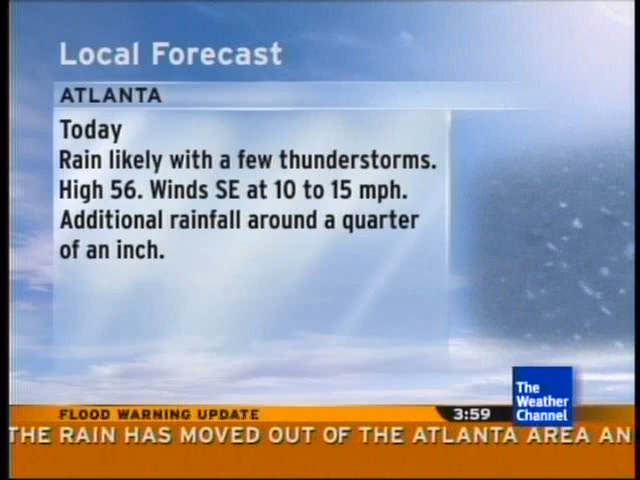 Local Forecast
ATLANTA
Today
Rain likely with a few thunderstorms.
High 56. Winds SE at 10 to 15 mph.
Additional rainfall around a quarter
of an inch.
The
Weather
Channel
FLOOD WARNING UPDATE 3:59
THE RAIN HAS MOVED OUT OF THE ATLANTA AREA AN